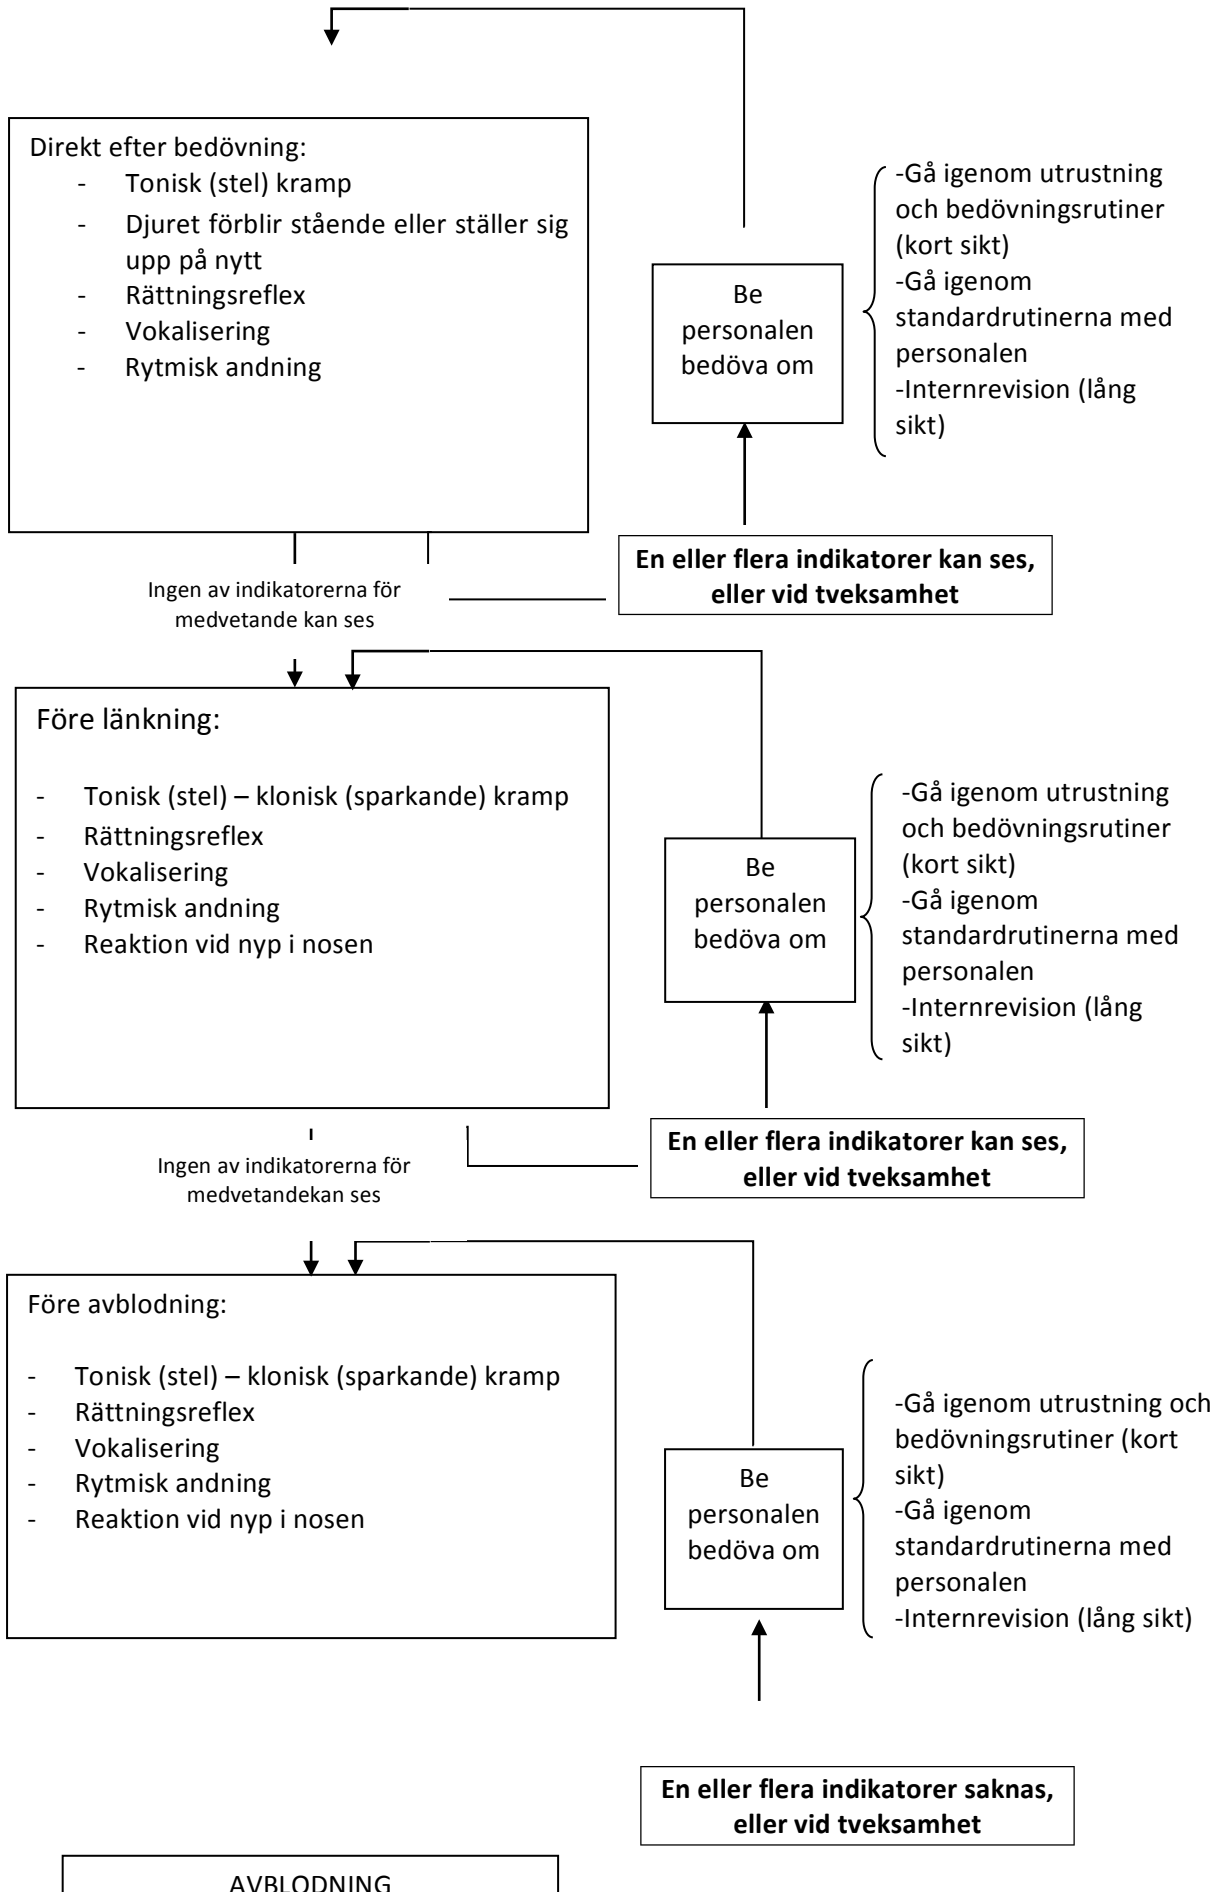 Direkt efter bedövning:
- Tonisk (stel) kramp
- Djuret förblir stående eller ställer sig
upp på nytt
- Rättningsreflex
- Vokalisering
- Rytmisk andning
Be
personalen
bedöva om
-Gå igenom utrustning
och bedövningsrutiner
(kort sikt)
-Gå igenom
standardrutinerna med
personalen
-Internrevision (lång
sikt)
En eller flera indikatorer kan ses,
eller vid tveksamhet
Ingen av indikatorerna för
medvetande kan ses
Före länkning:
- Tonisk (stel) – klonisk (sparkande) kramp
- Rättningsreflex
- Vokalisering
- Rytmisk andning
- Reaktion vid nyp i nosen
Be
personalen
bedöva om
-Gå igenom utrustning
och bedövningsrutiner
(kort sikt)
-Gå igenom
standardrutinerna med
personalen
-Internrevision (lång
sikt)
En eller flera indikatorer kan ses,
eller vid tveksamhet
Ingen av indikatorerna för
medvetandekan ses
Före avblodning:
- Tonisk (stel) – klonisk (sparkande) kramp
- Rättningsreflex
- Vokalisering
- Rytmisk andning
- Reaktion vid nyp i nosen
Be
personalen
bedöva om
-Gå igenom utrustning och
bedövningsrutiner (kort
sikt)
-Gå igenom
standardrutinerna med
personalen
-Internrevision (lång sikt)
En eller flera indikatorer saknas,
eller vid tveksamhet
AVBLODNING